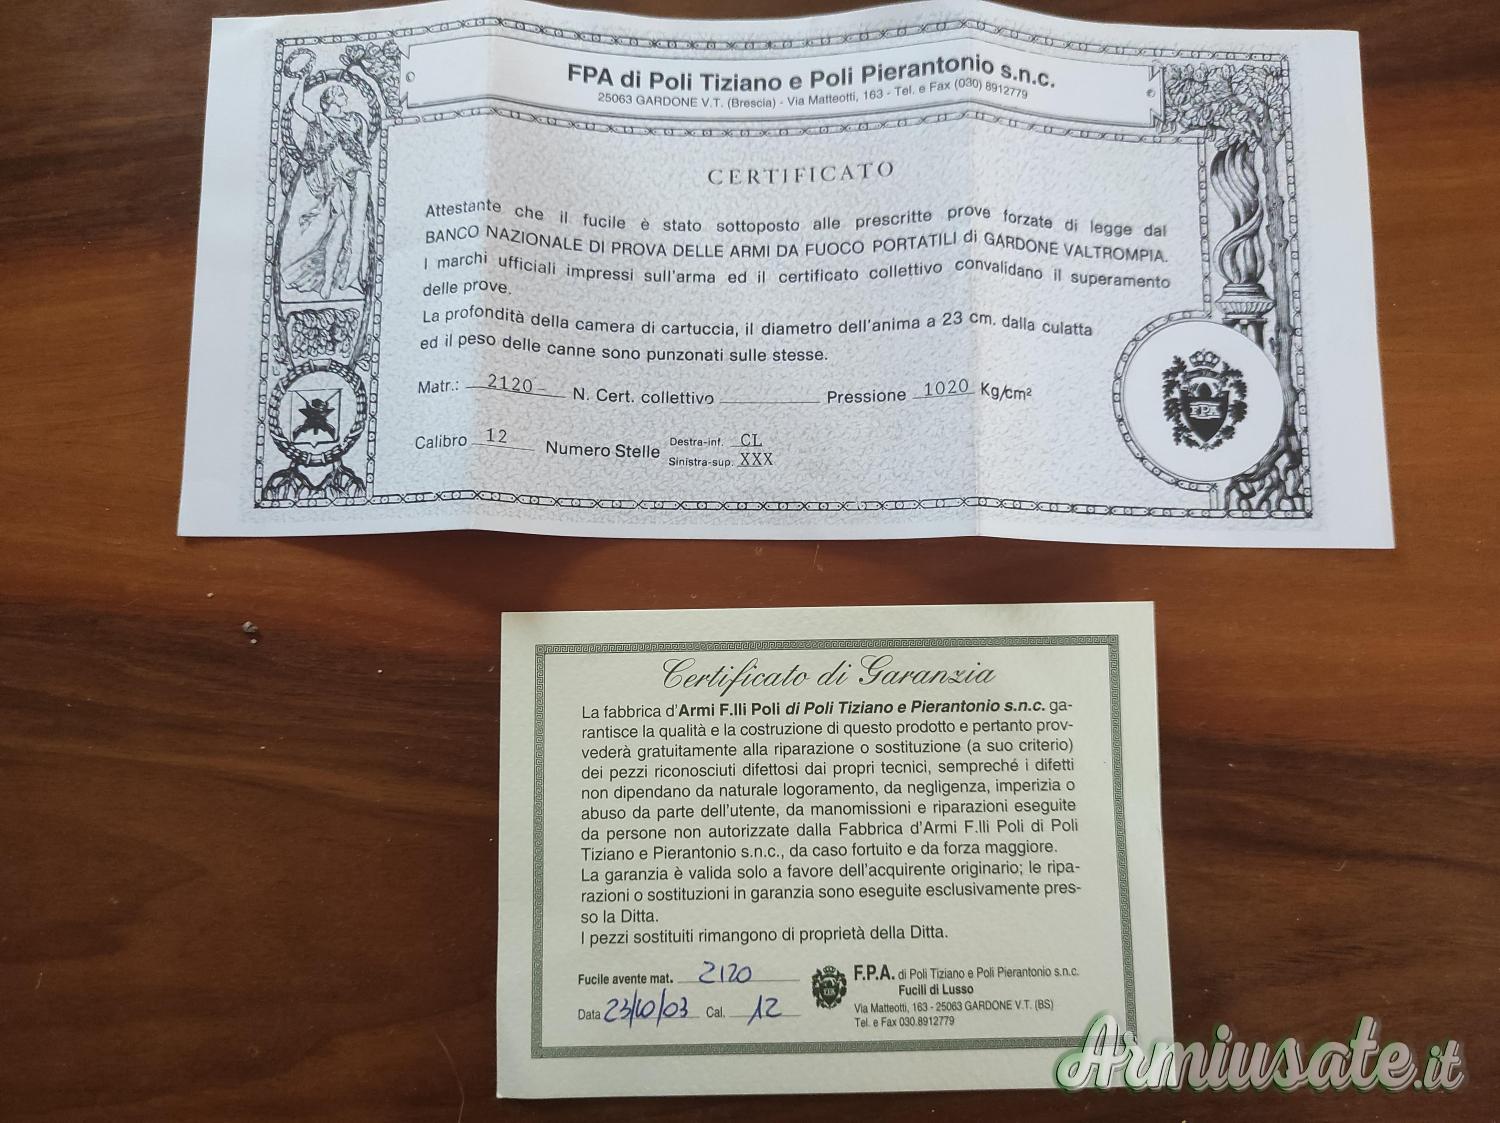 FPA di Poli Tiziano e Poli Pierantonio s.n.c.
25063 GARDONE V.T. (Brescia) - Via Matteotti, 163 - Tel. e Fax (030) 8912779
CERTIFICATO
Attestante che il fucile è stato sottoposto alle prescritte prove forzate di legge dal
BANCO NAZIONALE DI PROVA DELLE ARMI DA FUOCO PORTATILI di GARDONE VALTROMPIA.
I marchi ufficiali impressi sull'arma ed il certificato collettivo convalidano il superamento
delle prove.
La profondità della camera di cartuccia, il diametro dell'anima a 23 cm. dalla culatta
ed il peso delle canne sono punzonati sulle stesse.
Matr.: 2120 N. Cert. collettivo Pressione 1020 Kg/cm²
Calibro 12 Numero Stelle Destra-inf. CL
Sinistra-sup. XXX
FPA
Certificato di Garanzia
La fabbrica d'Armi F.lli Poli di Poli Tiziano e Pierantonio s.n.c. ga-
rantisce la qualità e la costruzione di questo prodotto e pertanto prov-
vederà gratuitamente alla riparazione o sostituzione (a suo criterio)
dei pezzi riconosciuti difettosi dai propri tecnici, sempreché i difetti
non dipendano da naturale logoramento, da negligenza, imperizia o
abuso da parte dell'utente, da manomissioni e riparazioni eseguite
da persone non autorizzate dalla Fabbrica d'Armi F.lli Poli di Poli
Tiziano e Pierantonio s.n.c., da caso fortuito e da forza maggiore.
La garanzia è valida solo a favore dell'acquirente originario; le ripa-
razioni o sostituzioni in garanzia sono eseguite esclusivamente pres-
so la Ditta.
I pezzi sostituiti rimangono di proprietà della Ditta.
Fucile avente mat. 2120
Data 23/10/03 Cal. 12
F.P.A. di Poli Tiziano e Poli Pierantonio s.n.c.
Fucili di Lusso
Via Matteotti, 163 - 25063 GARDONE V.T. (BS)
Tel. e Fax 030.8912779
Armiusate.it